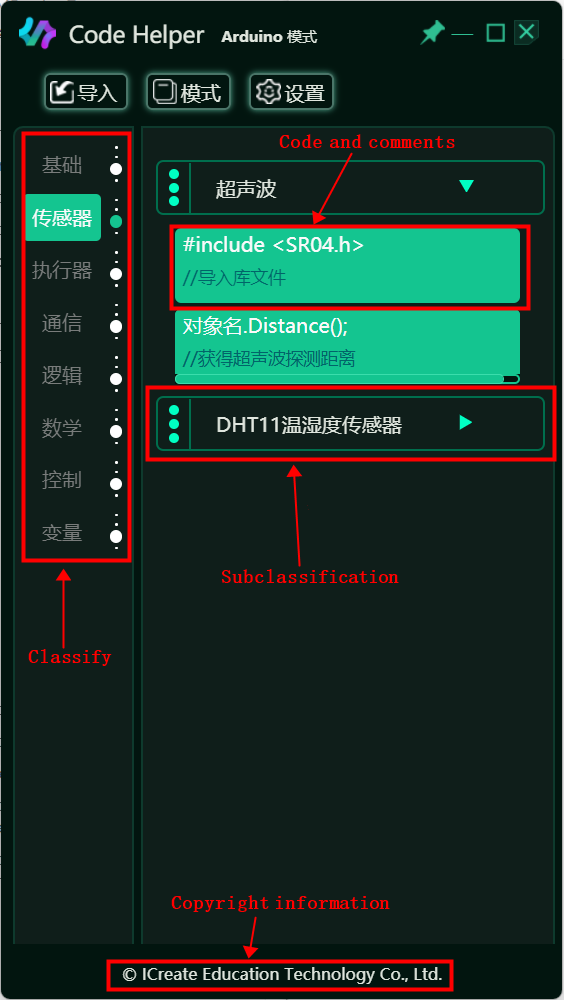 Code Helper Arduino 模式
导入 模式 设置
Code and comments
基础
传感器
执行器
通信
逻辑
数学
控制
变量
超声波
#include <SR04.h>
//导入库文件
对象名.Distance();
//获得超声波探测距离
DHT11温湿度传感器
Subclassification
Classify
Copyright information
© ICreate Education Technology Co., Ltd.